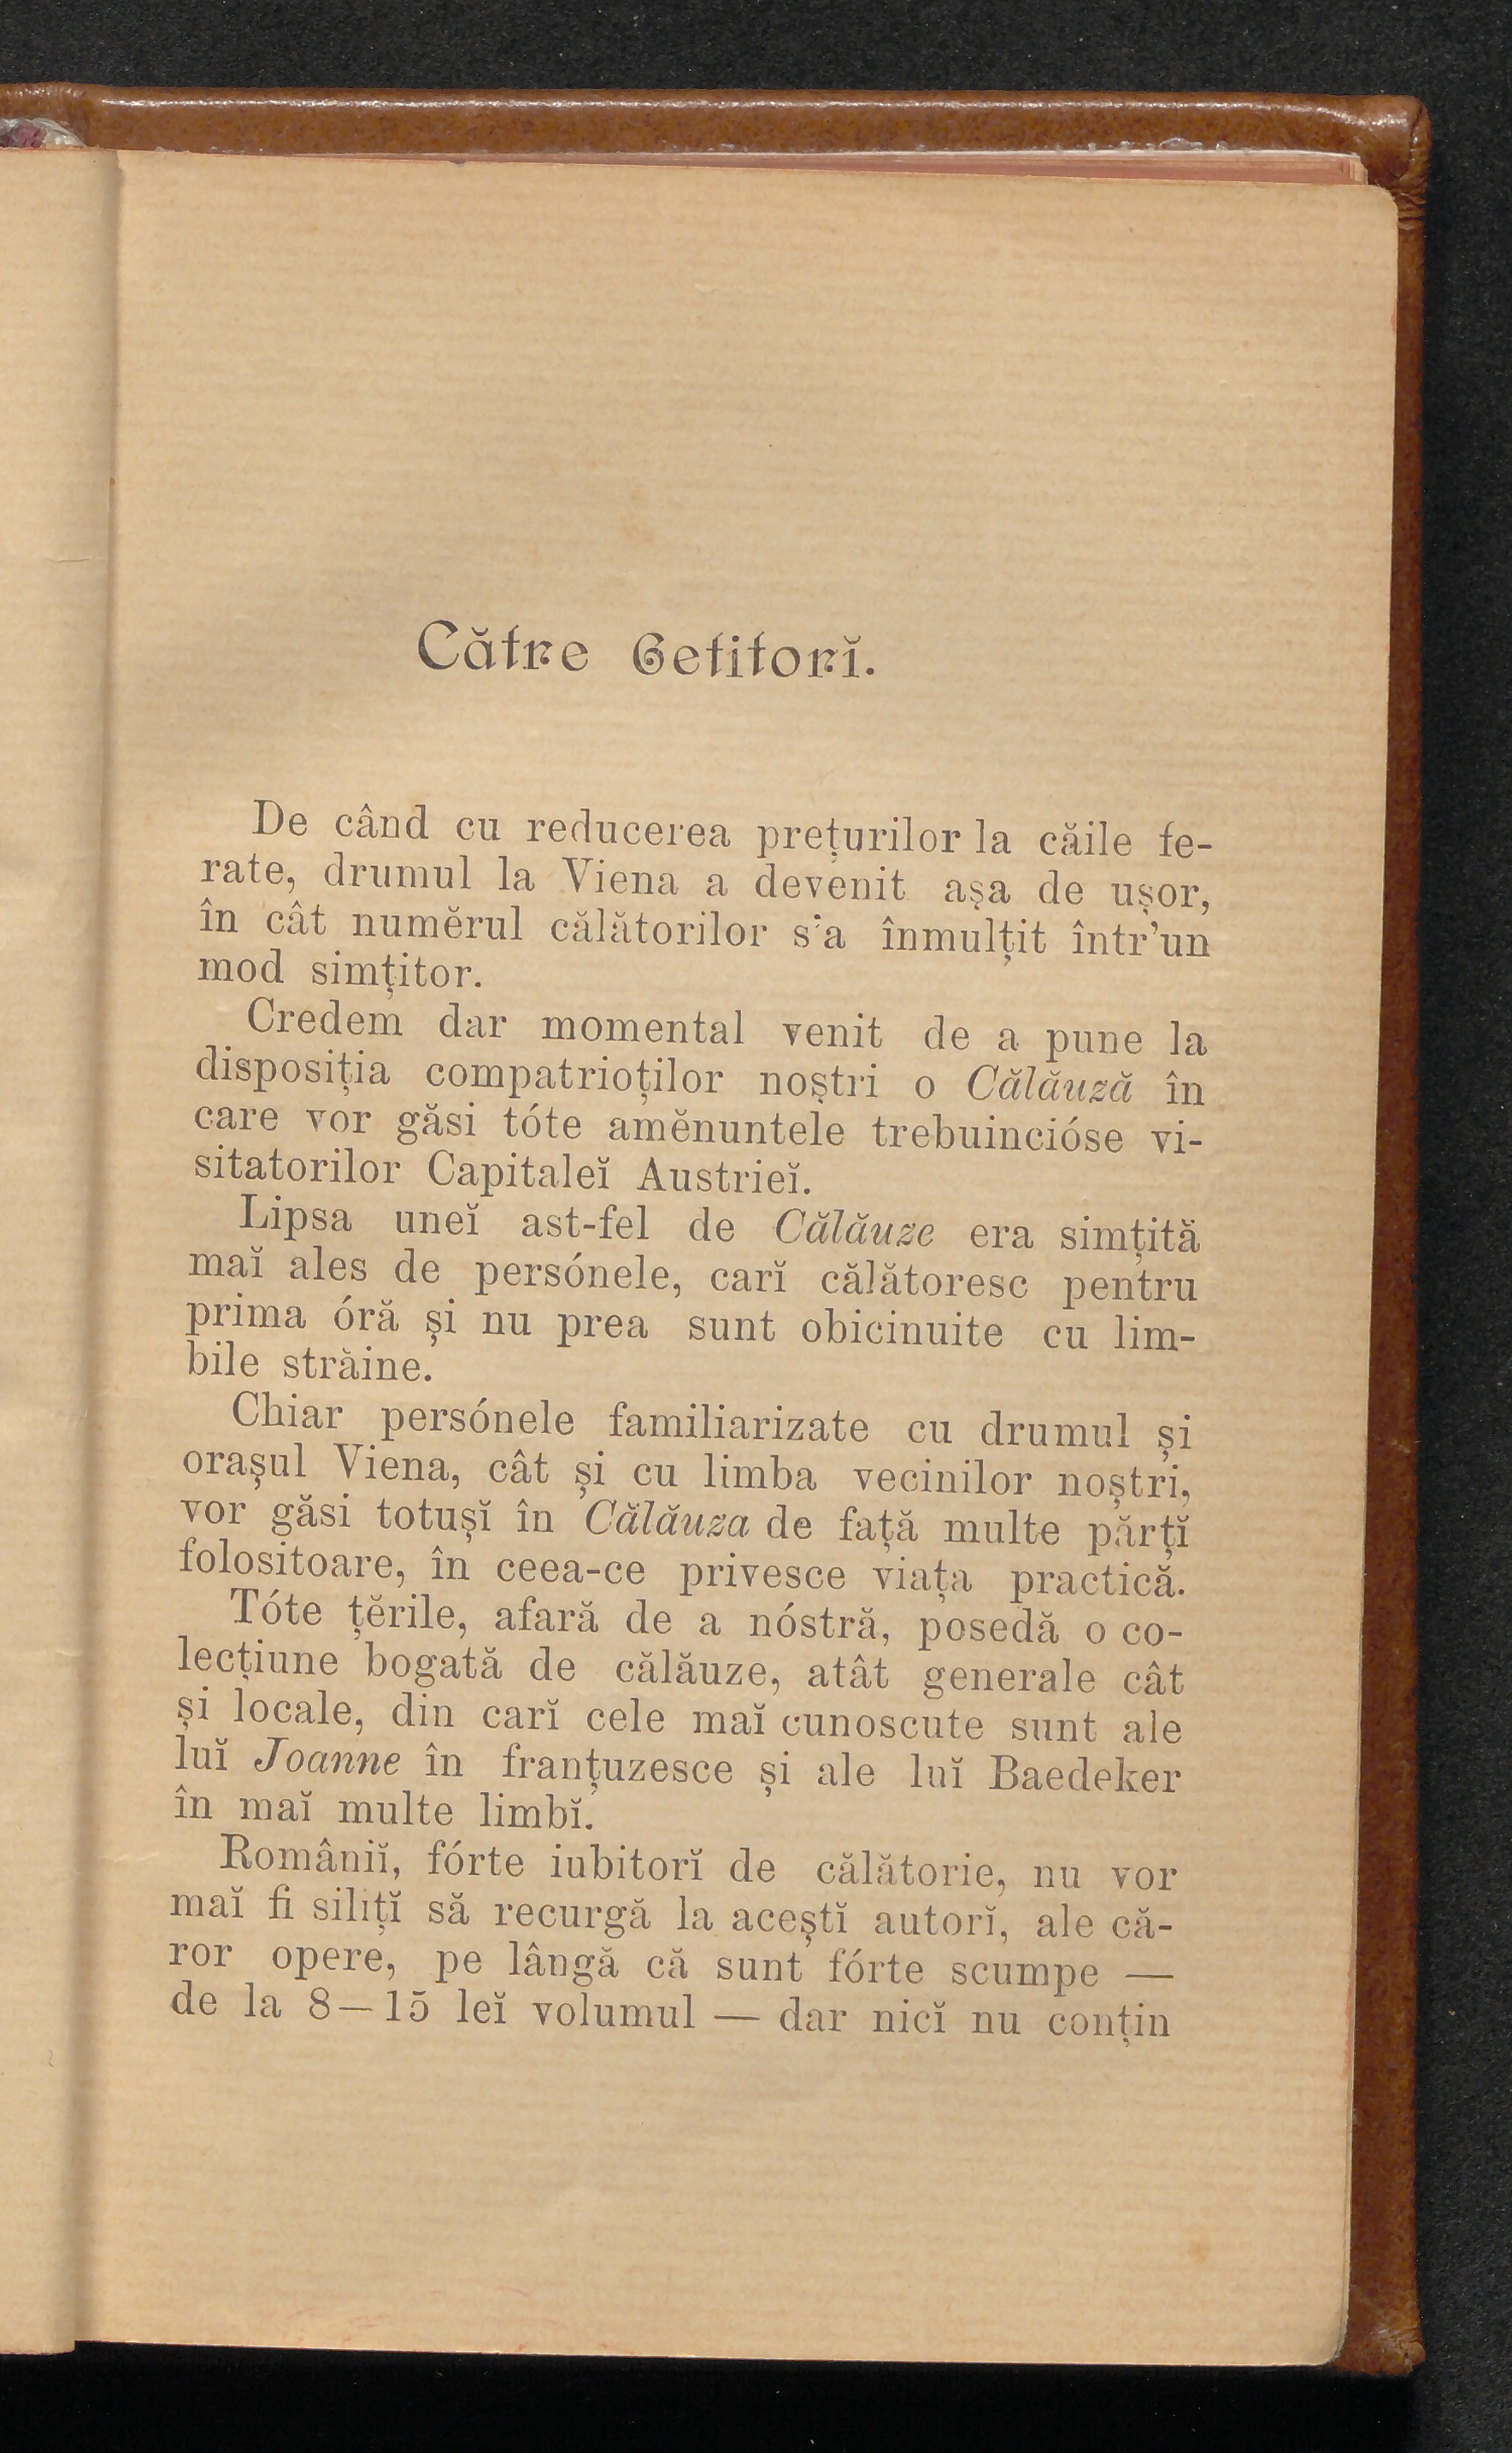 Către Cetitorĭ.
De când cu reducerea prețurilor la căile fe-
rate, drumul la Viena a devenit așa de ușor,
în cât numĕrul călătorilor s'a înmulțit într'un
mod simțitor.
Credem dar momental venit de a pune la
disposiția compatrioților noștri o Călăuză în
care vor găsi tóte amĕnuntele trebuincióse vi-
sitatorilor Capitaleĭ Austrieĭ.
Lipsa uneĭ ast-fel de Călăuze era simțită
maĭ ales de persónele, carĭ călătoresc pentru
prima óră și nu prea sunt obicinuite cu lim-
bile străine.
Chiar persónele familiarizate cu drumul și
orașul Viena, cât și cu limba vecinilor noștri,
vor găsi totușĭ în Călăuza de față multe părțĭ
folositoare, în ceea-ce privesce viața practică.
Tóte țĕrile, afară de a nóstră, posedă o co-
lecțiune bogată de călăuze, atât generale cât
și locale, din carĭ cele maĭ cunoscute sunt ale
luĭ Joanne în franțuzesce și ale luĭ Baedeker
în maĭ multe limbĭ.
Româniĭ, fórte iubitorĭ de călătorie, nu vor
maĭ fi silițĭ să recurgă la aceștĭ autorĭ, ale că-
ror opere, pe lângă că sunt fórte scumpe —
de la 8—15 leĭ volumul — dar nicĭ nu conțin